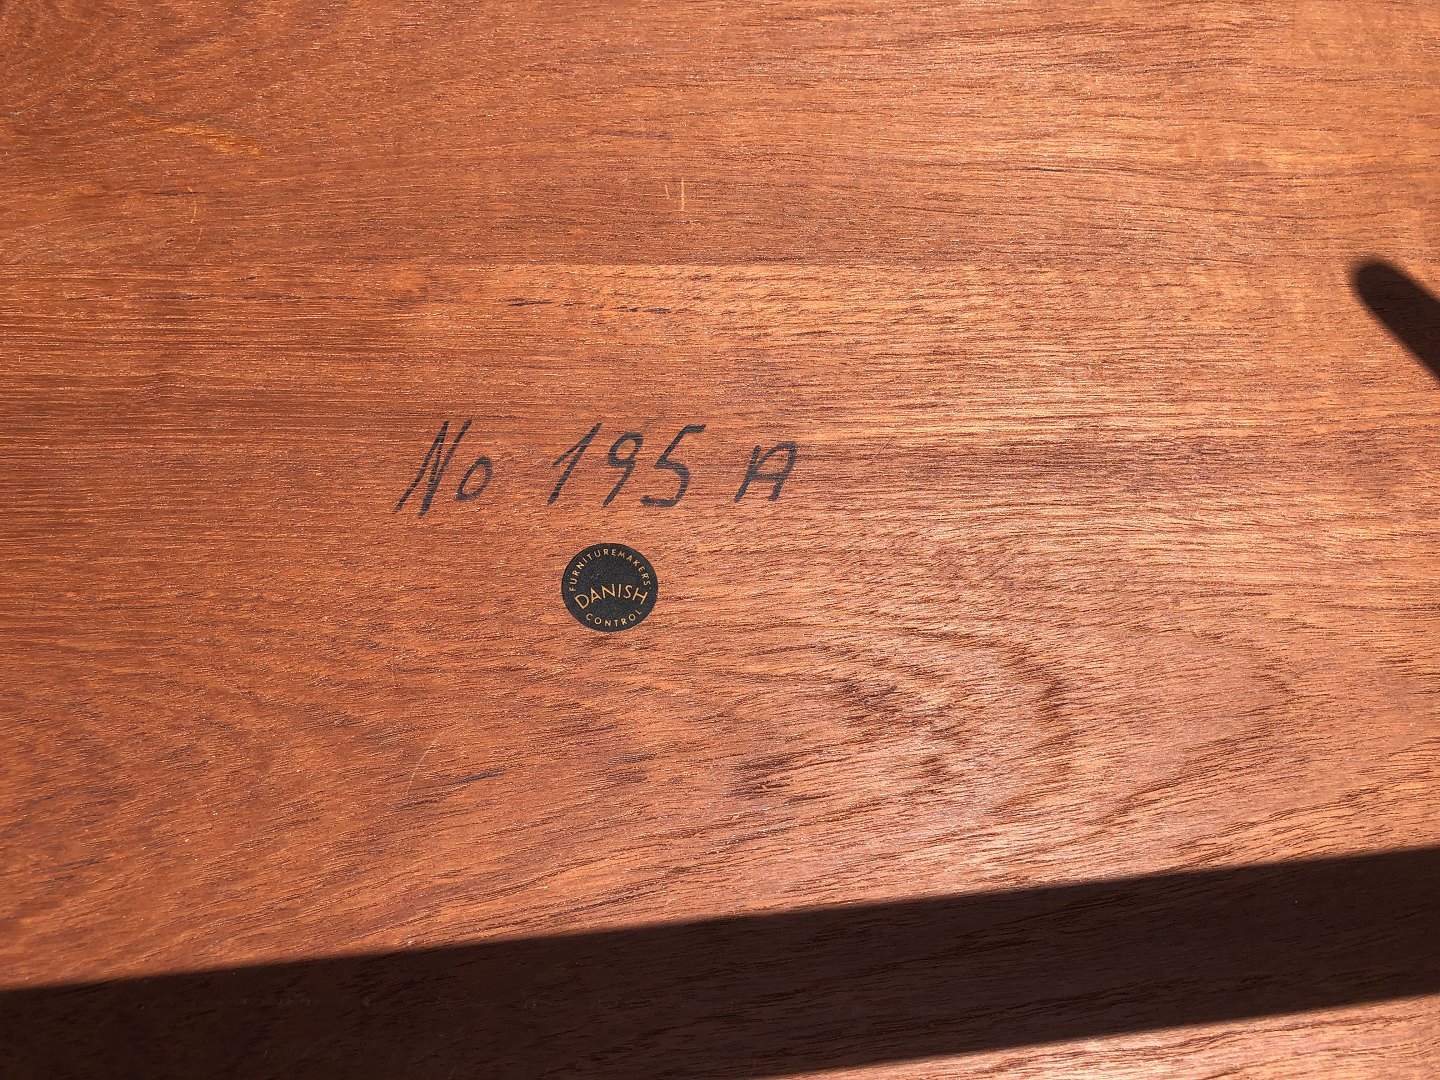 No 195 A
FURNITUREMAKERS
DANISH
CONTROL